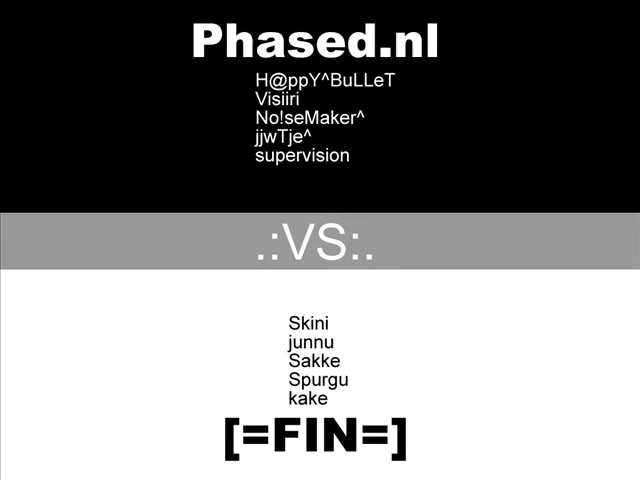 Phased.nl
H@ppY^BuLLeT
Visiiri
No!seMaker^
jjwTje^
supervision
.:VS:.
Skini
junnu
Sakke
Spurgu
kake
[=FIN=]